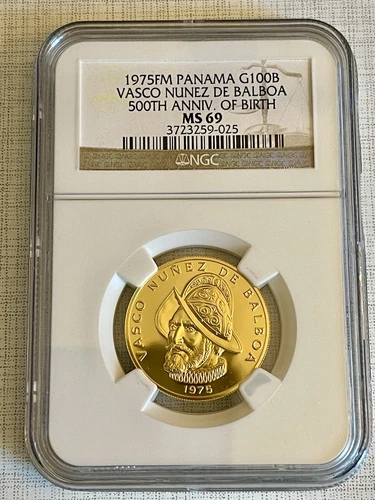 1975FM PANAMA G100B
VASCO NUNEZ DE BALBOA
500TH ANNIV. OF BIRTH
MS 69
3723259-025
NGC
VASCO NUÑEZ DE BALBOA
1975